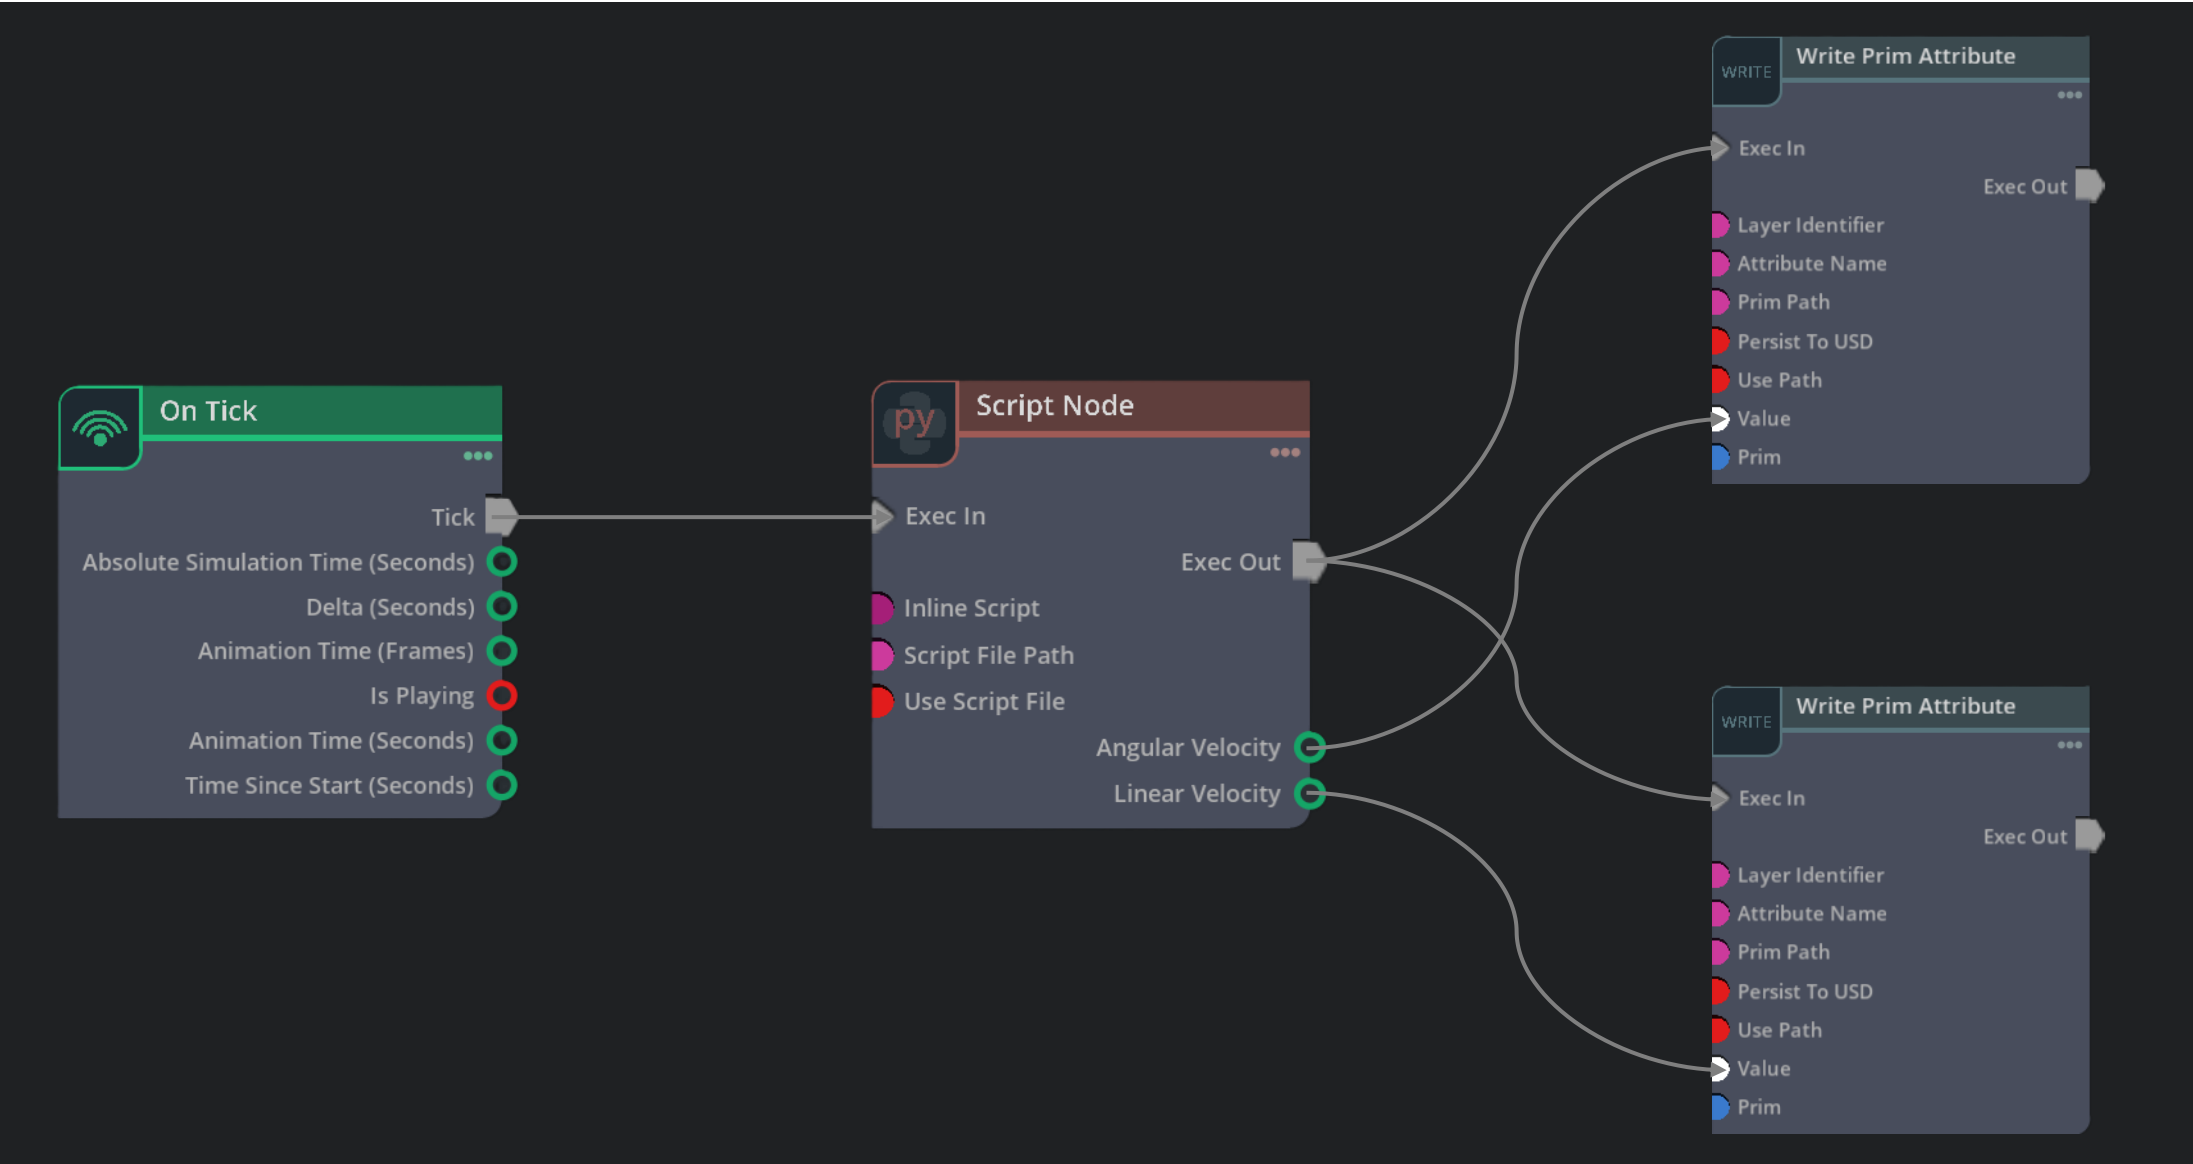 On Tick
Tick
Absolute Simulation Time (Seconds)
Delta (Seconds)
Animation Time (Frames)
Is Playing
Animation Time (Seconds)
Time Since Start (Seconds)
py
Script Node
Exec In
Exec Out
Inline Script
Script File Path
Use Script File
Angular Velocity
Linear Velocity
WRITE
Write Prim Attribute
Exec In
Exec Out
Layer Identifier
Attribute Name
Prim Path
Persist To USD
Use Path
Value
Prim
WRITE
Write Prim Attribute
Exec In
Exec Out
Layer Identifier
Attribute Name
Prim Path
Persist To USD
Use Path
Value
Prim